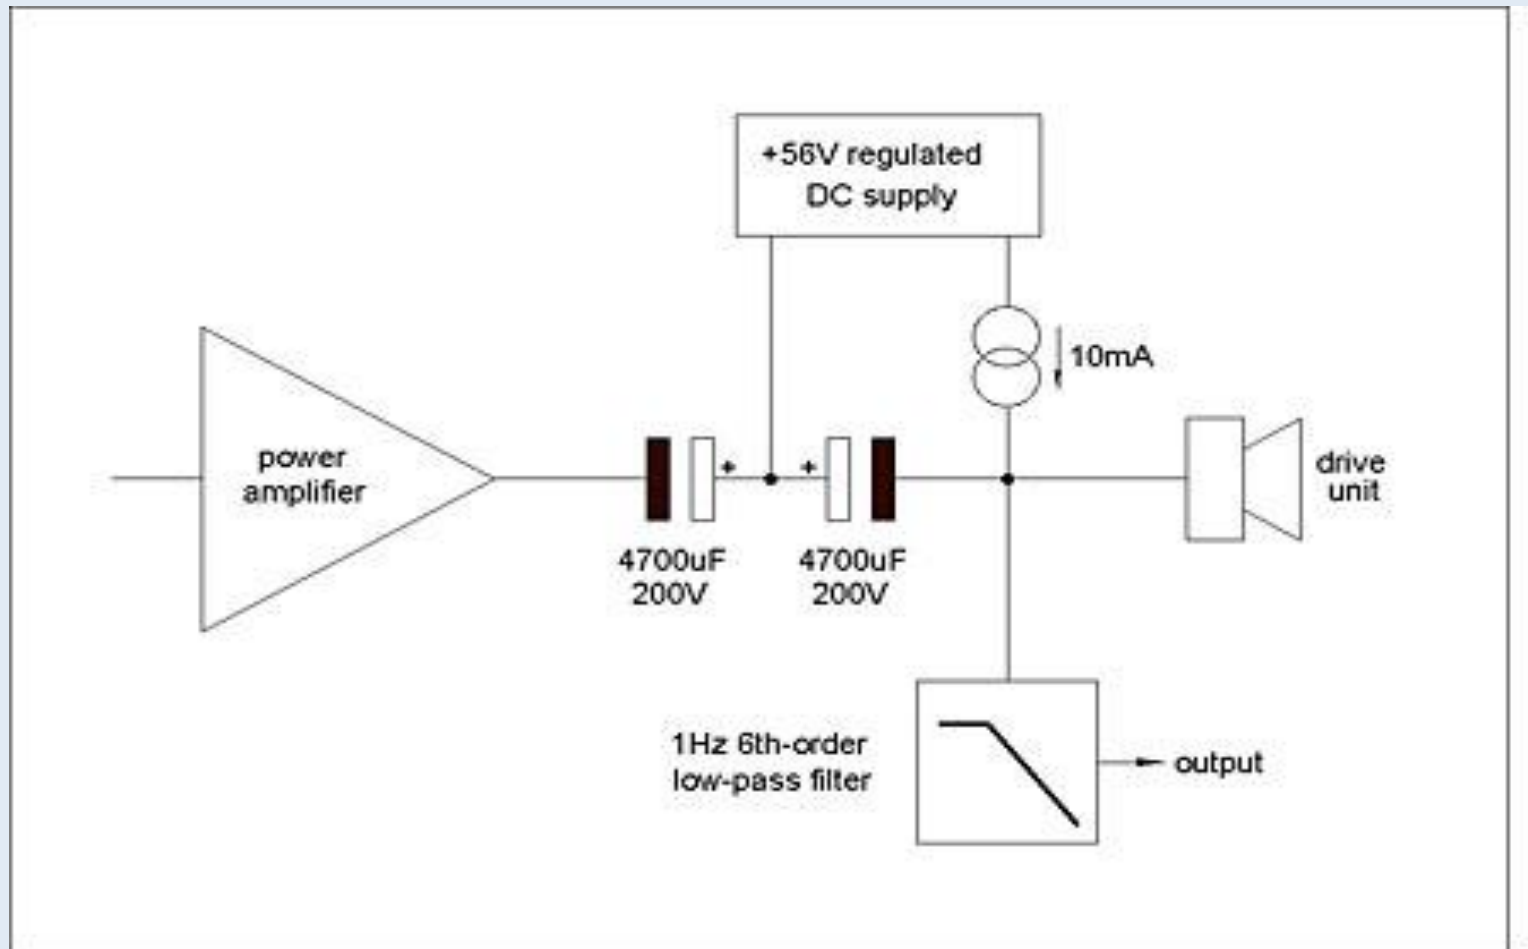 +56V regulated
DC supply
10mA
power
amplifier
+
+
drive
unit
4700uF
200V
4700uF
200V
1Hz 6th-order
low-pass filter
output